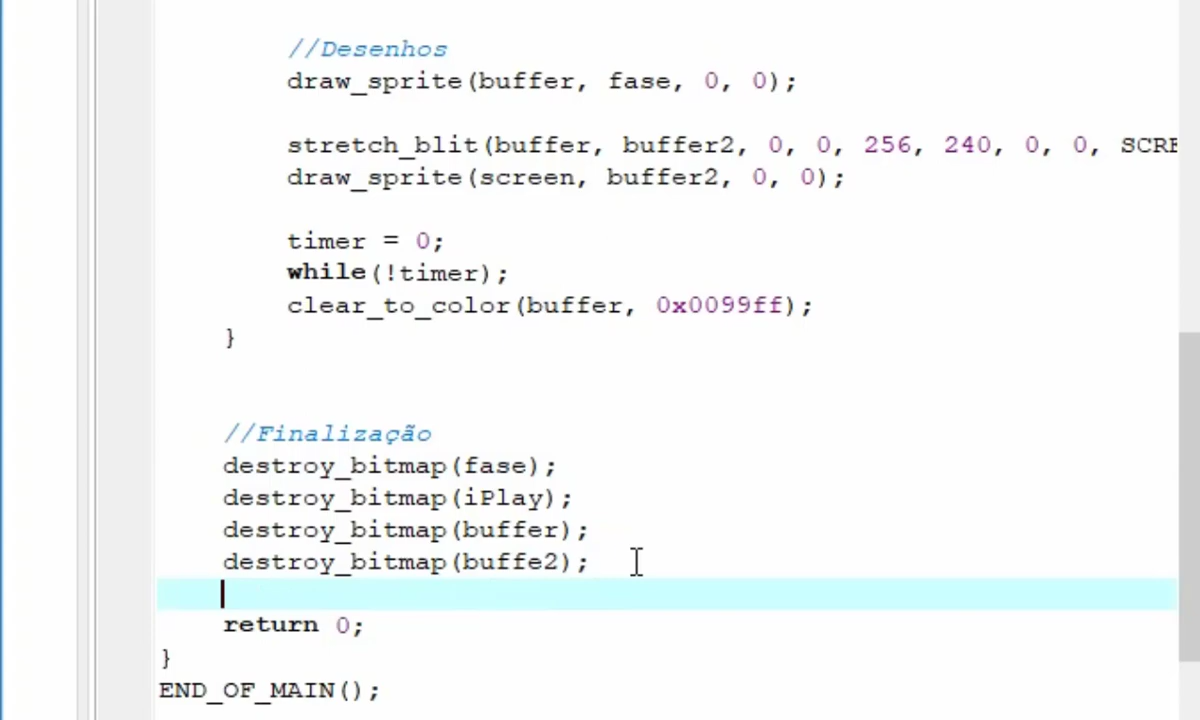 //Desenhos
draw_sprite(buffer, fase, 0, 0);
stretch_blit(buffer, buffer2, 0, 0, 256, 240, 0, 0, SCRE
draw_sprite(screen, buffer2, 0, 0);
timer = 0;
while(!timer);
clear_to_color(buffer, 0x0099ff);
}
//Finalização
destroy_bitmap(fase);
destroy_bitmap(iPlay);
destroy_bitmap(buffer);
destroy_bitmap(buffe2);
return 0;
}
END_OF_MAIN();